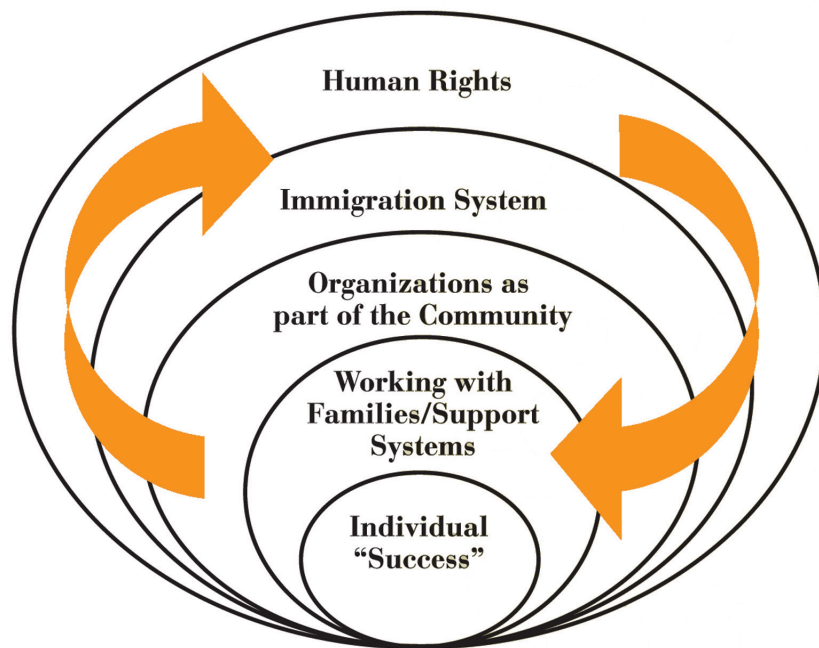 Human Rights
Immigration System
Organizations as
part of the Community
Working with
Families/Support
Systems
Individual
“Success”